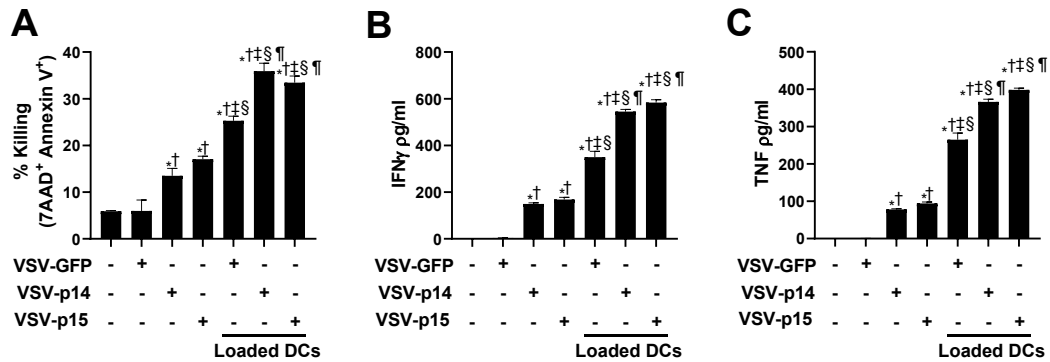 A
% Killing
(7AAD⁺ Annexin V⁺)
40
30
20
10
0
*†
*†
*†‡§
*†‡§ ¶
*†‡§ ¶
VSV-GFP - + - - + - -
VSV-p14 - - + - - + -
VSV-p15 - - - + - - +
Loaded DCs
B
IFNγ ρg/ml
800
600
400
200
0
*†
*†
*†‡§
*†‡§ ¶
*†‡§ ¶
VSV-GFP - + - - + - -
VSV-p14 - - + - - + -
VSV-p15 - - - + - - +
Loaded DCs
C
TNF ρg/ml
500
400
300
200
100
0
*†
*†
*†‡§
*†‡§ ¶
*†‡§ ¶
VSV-GFP - + - - + - -
VSV-p14 - - + - - + -
VSV-p15 - - - + - - +
Loaded DCs